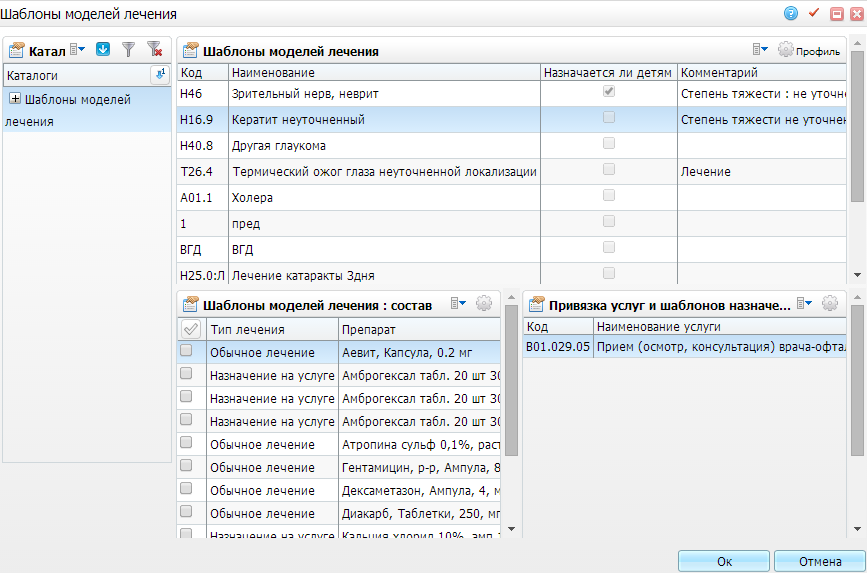 Шаблоны моделей лечения
Катал
Каталоги
Шаблоны моделей
лечения
Шаблоны моделей лечения
Профиль
Код Наименование Назначается ли детям Комментарий
H46 Зрительный нерв, неврит Степень тяжести : не уточн
H16.9 Кератит неуточненный Степень тяжести не уточнен
H40.8 Другая глаукома
T26.4 Термический ожог глаза неуточненной локализации Лечение
A01.1 Холера
1 пред
ВГД ВГД
H25.0:Л Лечение катаракты 3дня
Шаблоны моделей лечения : состав
Тип лечения Препарат
Обычное лечение Аевит, Капсула, 0.2 мг
Назначение на услуге Амброгексал табл. 20 шт 30
Назначение на услуге Амброгексал табл. 20 шт 30
Назначение на услуге Амброгексал табл. 20 шт 30
Обычное лечение Атропина сульф 0,1%, раст
Обычное лечение Гентамицин, р-р, Ампула, 8
Обычное лечение Дексаметазон, Ампула, 4, м
Обычное лечение Диакарб, Таблетки, 250, мг
Назначение на услуге Кальция хлорид 10%, амп
Привязка услуг и шаблонов назначе...
Код Наименование услуги
B01.029.05 Прием (осмотр, консультация) врача-офтал
Ок Отмена